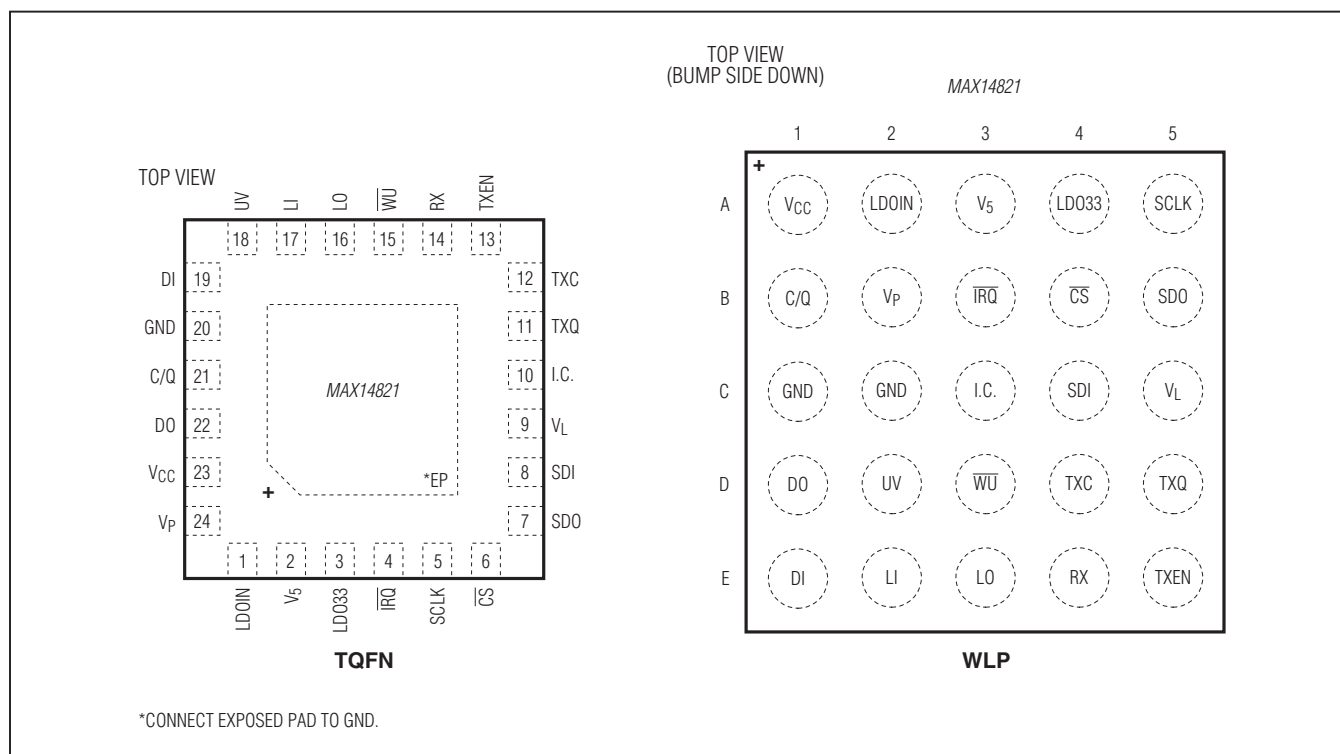 TOP VIEW
(BUMP SIDE DOWN)
MAX14821
1 2 3 4 5
+
A VCC LDOIN V5 LDO33 SCLK
B C/Q VP IRQ CS SDO
C GND GND I.C. SDI VL
D DO UV WU TXC TXQ
E DI LI LO RX TXEN
WLP
TOP VIEW
UV LI LO WU RX TXEN
18 17 16 15 14 13
DI 19 12 TXC
GND 20 11 TXQ
C/Q 21 10 I.C.
MAX14821
DO 22 9 VL
VCC 23 8 SDI
*EP
+
VP 24 7 SDO
1 2 3 4 5 6
LDOIN V5 LDO33 IRQ SCLK CS
TQFN
*CONNECT EXPOSED PAD TO GND.